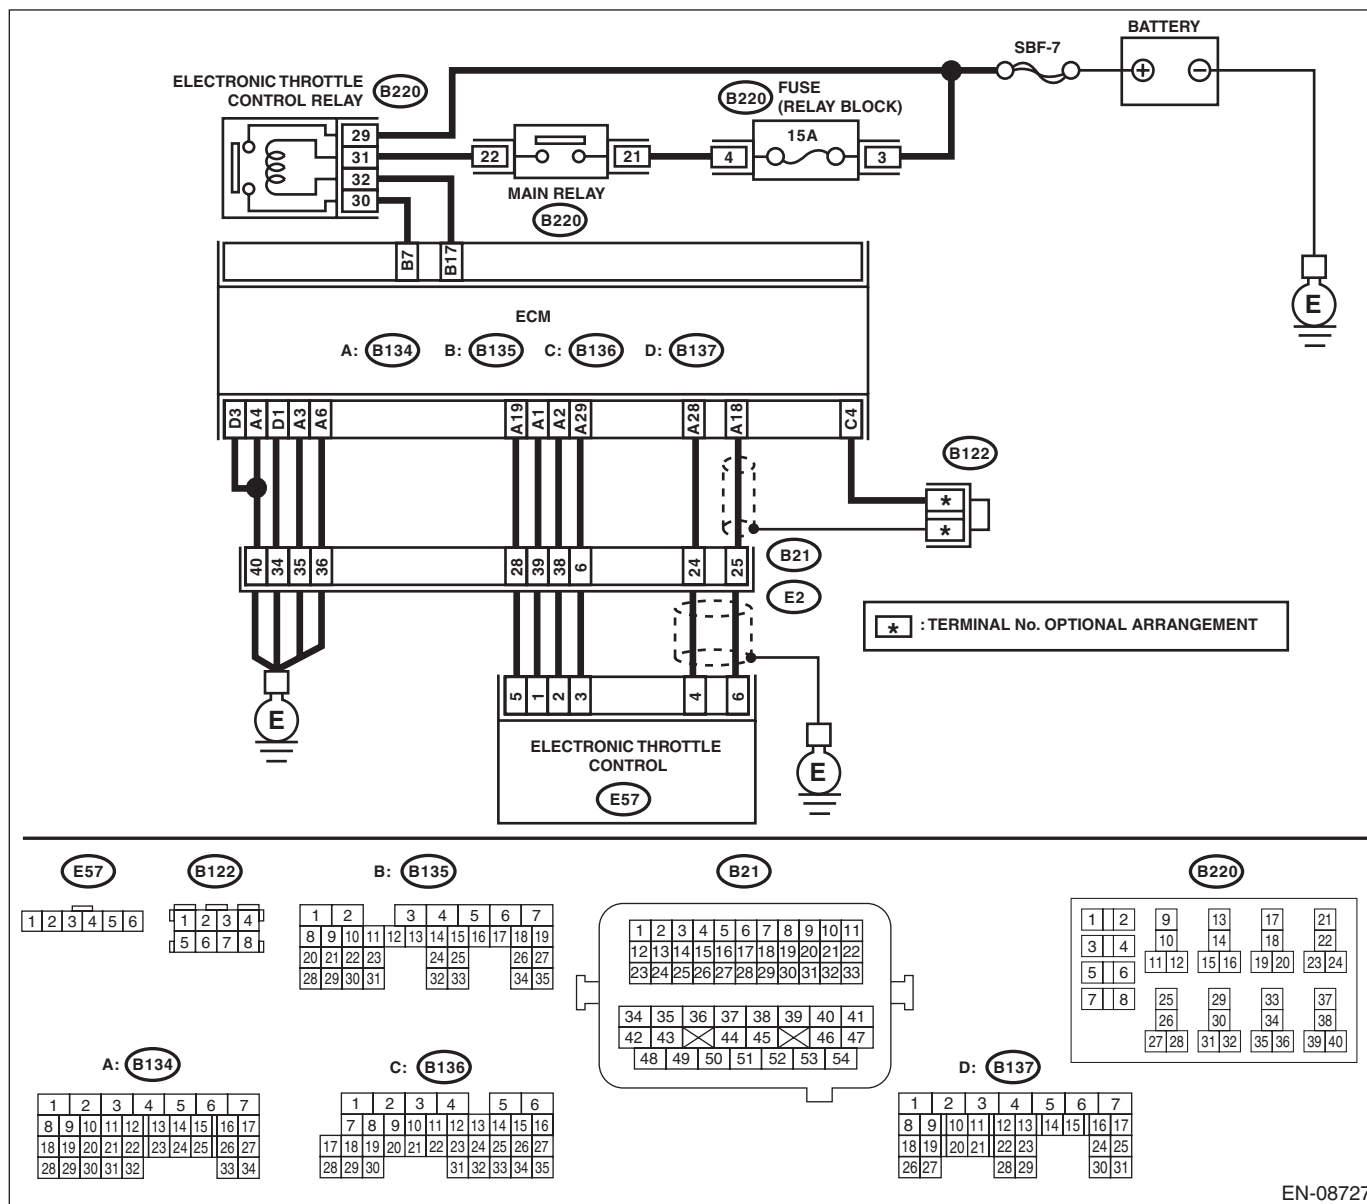 BATTERY
SBF-7
ELECTRONIC THROTTLE
CONTROL RELAY
B220
B220
FUSE
(RELAY BLOCK)
15A
29
31
32
30
22
21
4
3
MAIN RELAY
B220
B7
B17
E
ECM
A: B134 B: B135 C: B136 D: B137
D3 A4 D1 A3 A6 A19 A1 A2 A29 A28 A18 C4
B122
*
*
40 34 35 36 28 39 38 6 24 25
B21
E2
* : TERMINAL No. OPTIONAL ARRANGEMENT
5 1 2 3 4 6
E
E
ELECTRONIC THROTTLE
CONTROL
E57
E57
1 2 3 4 5 6
B122
1 2 3 4
5 6 7 8
B: B135
1 2 3 4 5 6 7
8 9 10 11 12 13 14 15 16 17 18 19
20 21 22 23 24 25 26 27
28 29 30 31 32 33 34 35
B21
1 2 3 4 5 6 7 8 9 10 11
12 13 14 15 16 17 18 19 20 21 22
23 24 25 26 27 28 29 30 31 32 33
34 35 36 37 38 39 40 41
42 43 44 45 46 47
48 49 50 51 52 53 54
B220
1 2 9 13 17 21
3 4 10 14 18 22
5 6 11 12 15 16 19 20 23 24
7 8 25 29 33 37
26 30 34 38
27 28 31 32 35 36 39 40
A: B134
1 2 3 4 5 6 7
8 9 10 11 12 13 14 15 16 17
18 19 20 21 22 23 24 25 26 27
28 29 30 31 32 33 34
C: B136
1 2 3 4 5 6
7 8 9 10 11 12 13 14 15 16
17 18 19 20 21 22 23 24 25 26 27
28 29 30 31 32 33 34 35
D: B137
1 2 3 4 5 6 7
8 9 10 11 12 13 14 15 16 17
18 19 20 21 22 23 24 25
26 27 28 29 30 31
EN-08727